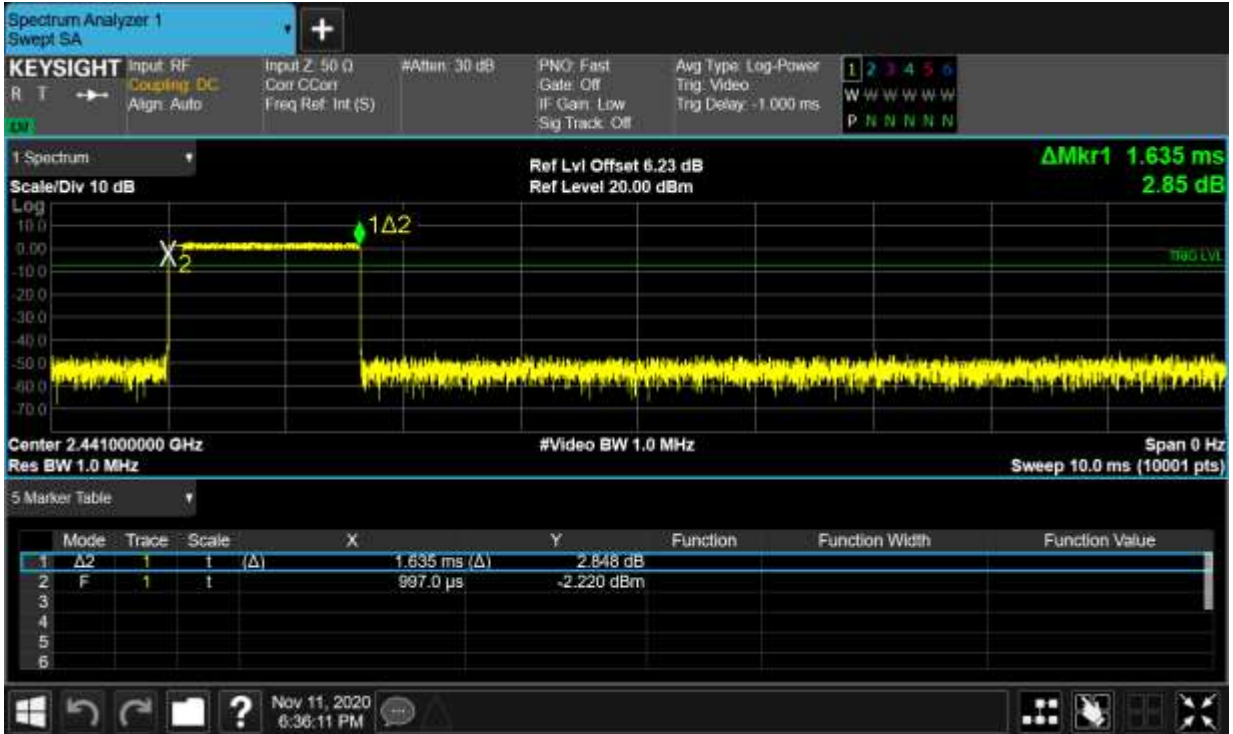 Spectrum Analyzer 1
Swept SA
+
KEYSIGHT Input: RF Input Z: 50 Ω #Atten: 30 dB PNO: Fast Avg Type: Log-Power 1 2 3 4 5 6
R T Coupling: DC Corr CCorr Gate: Off Trig: Video W W W W W W
Align: Auto Freq Ref: Int (S) IF Gain: Low Trig Delay: -1.000 ms P N N N N N
Sig Track: Off
1 Spectrum
Ref Lvl Offset 6.23 dB ΔMkr1 1.635 ms
Scale/Div 10 dB Ref Level 20.00 dBm 2.85 dB
Log
10.0
1Δ2
0.00
X2 TRIG LVL
-10.0
-20.0
-30.0
-40.0
-50.0
-60.0
-70.0
Center 2.441000000 GHz #Video BW 1.0 MHz Span 0 Hz
Res BW 1.0 MHz Sweep 10.0 ms (10001 pts)
5 Marker Table
Mode Trace Scale X Y Function Function Width Function Value
1 Δ2 1 t (Δ) 1.635 ms (Δ) 2.848 dB
2 F 1 t 997.0 µs -2.220 dBm
3
4
5
6
? Nov 11, 2020
6:36:11 PM